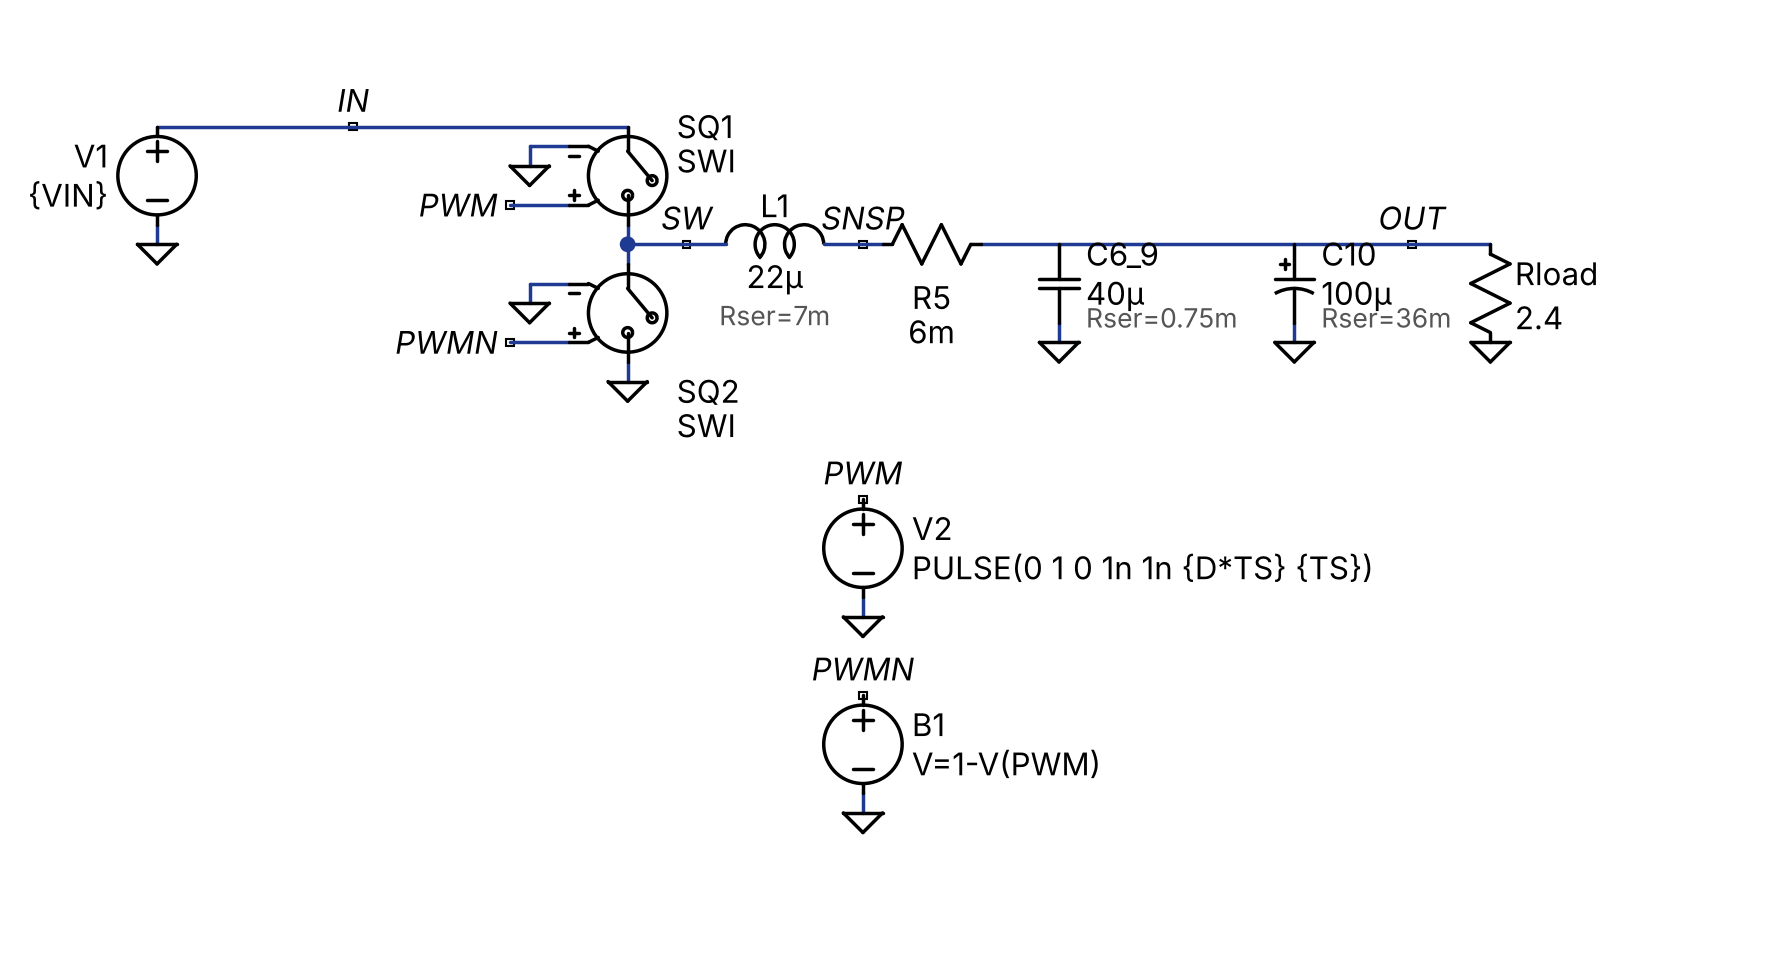 IN
V1
{VIN}
SQ1
SWI
PWM
SW
L1
22µ
Rser=7m
SNSP
R5
6m
C6_9
40µ
Rser=0.75m
C10
100µ
Rser=36m
OUT
Rload
2.4
PWMN
SQ2
SWI
PWM
V2
PULSE(0 1 0 1n 1n {D*TS} {TS})
PWMN
B1
V=1-V(PWM)